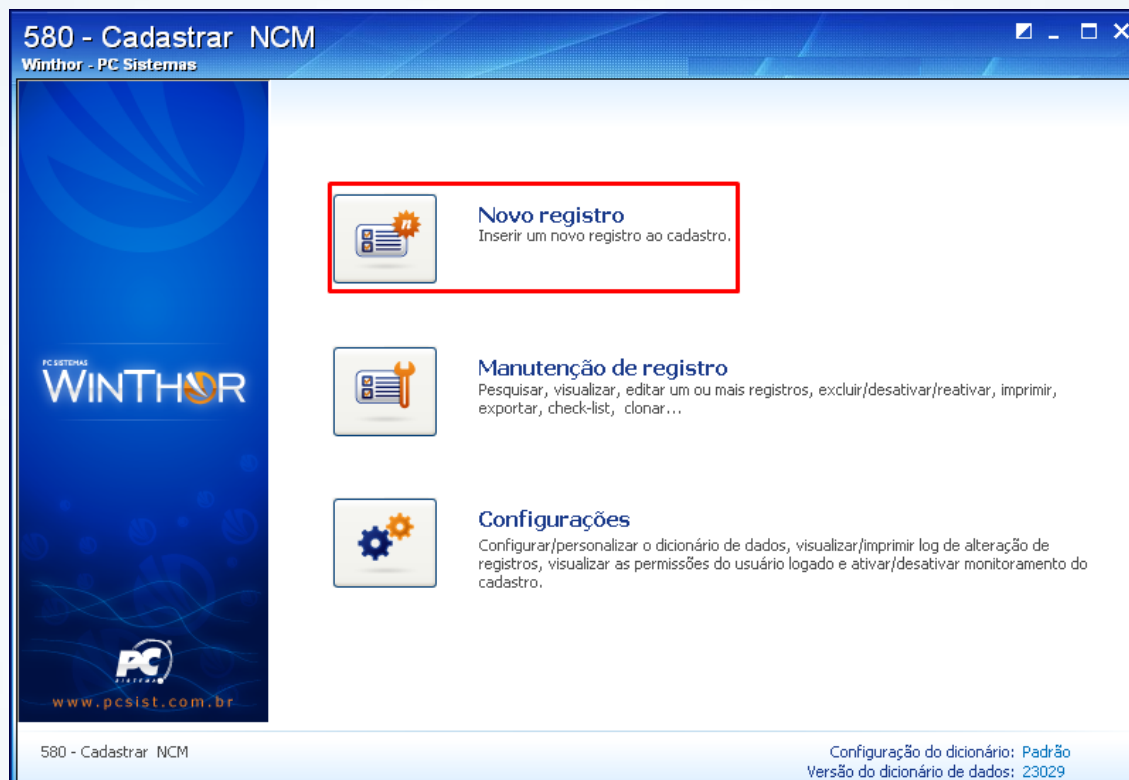 580 - Cadastrar NCM
Winthor - PC Sistemas
Novo registro
Inserir um novo registro ao cadastro.
Manutenção de registro
Pesquisar, visualizar, editar um ou mais registros, excluir/desativar/reativar, imprimir,
exportar, check-list, clonar...
Configurações
Configurar/personalizar o dicionário de dados, visualizar/imprimir log de alteração de
registros, visualizar as permissões do usuário logado e ativar/desativar monitoramento do
cadastro.
PC SISTEMAS
WINTHOR
PC
SISTEMAS
www.pcsist.com.br
580 - Cadastrar NCM
Configuração do dicionário: Padrão
Versão do dicionário de dados: 23029